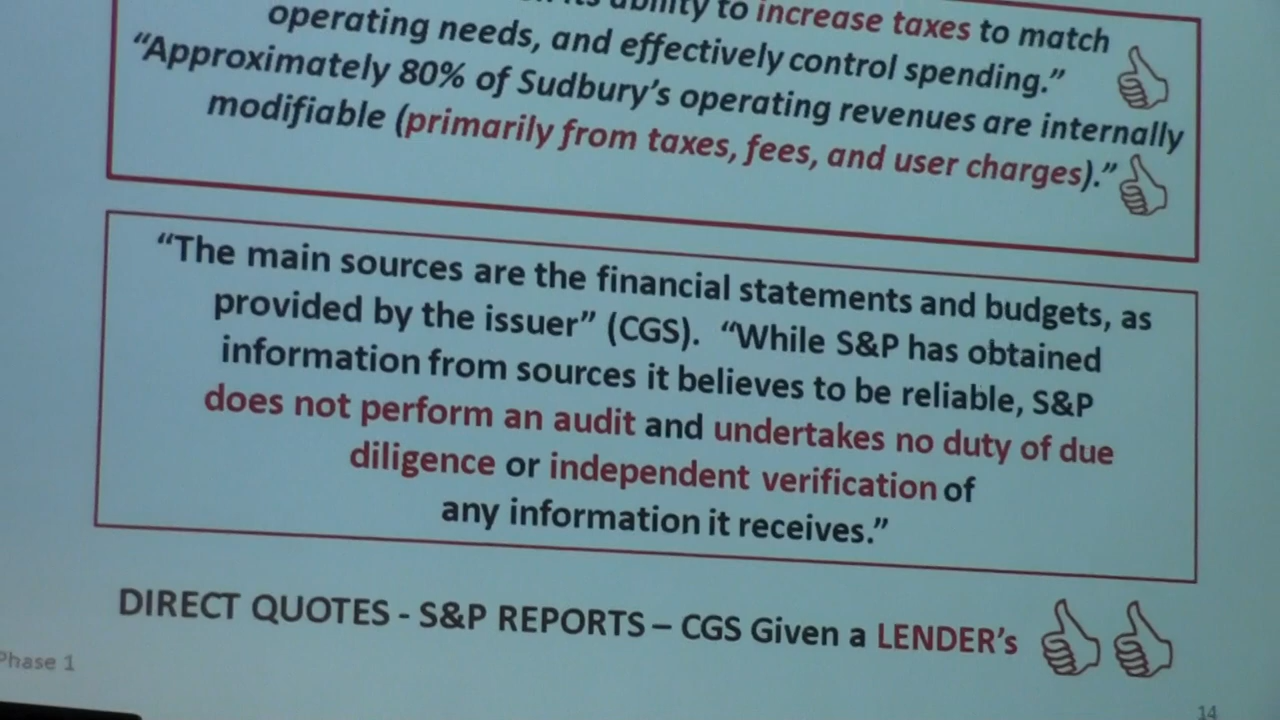 ability to increase taxes to match
operating needs, and effectively control spending.”
“Approximately 80% of Sudbury’s operating revenues are internally
modifiable (primarily from taxes, fees, and user charges).”
“The main sources are the financial statements and budgets, as
provided by the issuer” (CGS). “While S&P has obtained
information from sources it believes to be reliable, S&P
does not perform an audit and undertakes no duty of due
diligence or independent verification of
any information it receives.”
DIRECT QUOTES - S&P REPORTS – CGS Given a LENDER’s
Phase 1
14